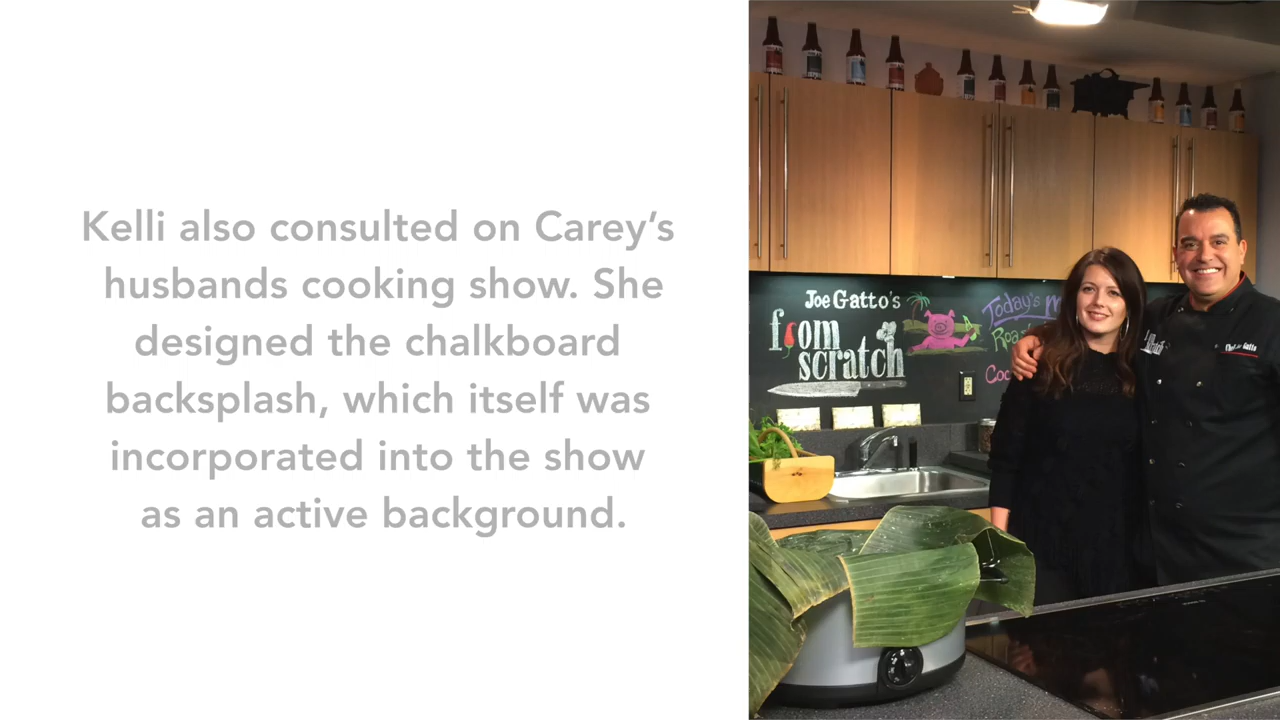 Kelli also consulted on Carey’s
husbands cooking show. She
designed the chalkboard
backsplash, which itself was
incorporated into the show
as an active background.
Joe Gatto's
from
scratch
Today's